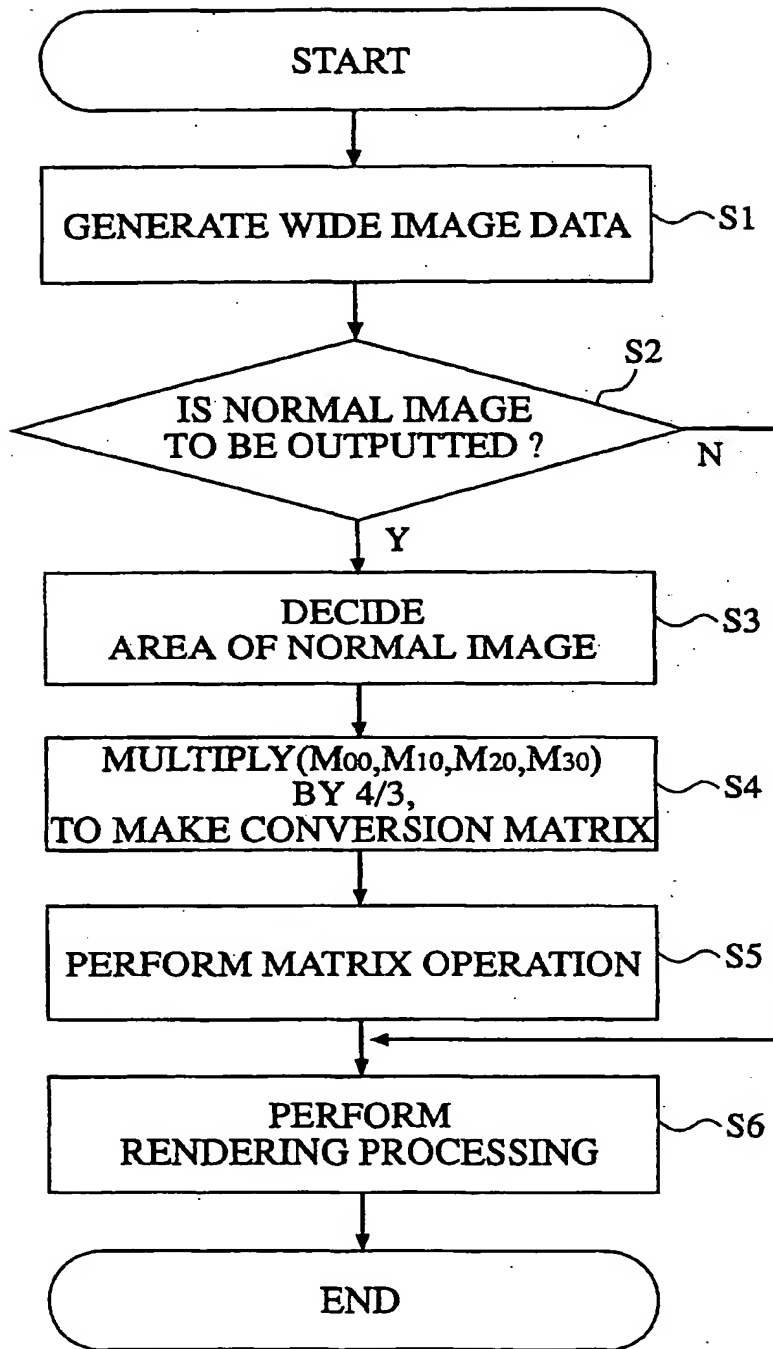 START
GENERATE WIDE IMAGE DATA
S1
S2
IS NORMAL IMAGE
TO BE OUTPUTTED ?
N
Y
DECIDE
AREA OF NORMAL IMAGE
S3
MULTIPLY(M00,M10,M20,M30)
BY 4/3,
TO MAKE CONVERSION MATRIX
S4
PERFORM MATRIX OPERATION
S5
PERFORM
RENDERING PROCESSING
S6
END